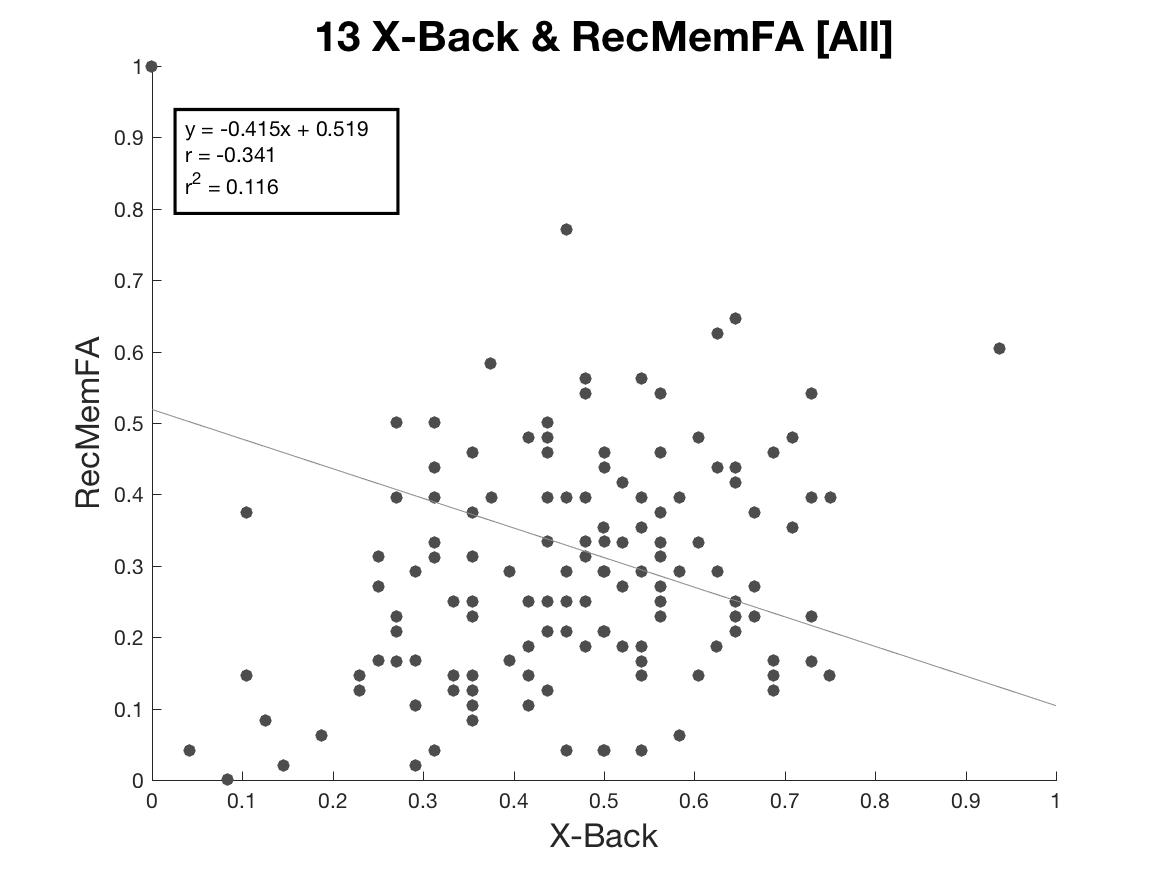 13 X-Back & RecMemFA [All]
y = -0.415x + 0.519
r = -0.341
r² = 0.116
1
0.9
0.8
0.7
0.6
0.5
0.4
0.3
0.2
0.1
0
RecMemFA
0 0.1 0.2 0.3 0.4 0.5 0.6 0.7 0.8 0.9 1
X-Back